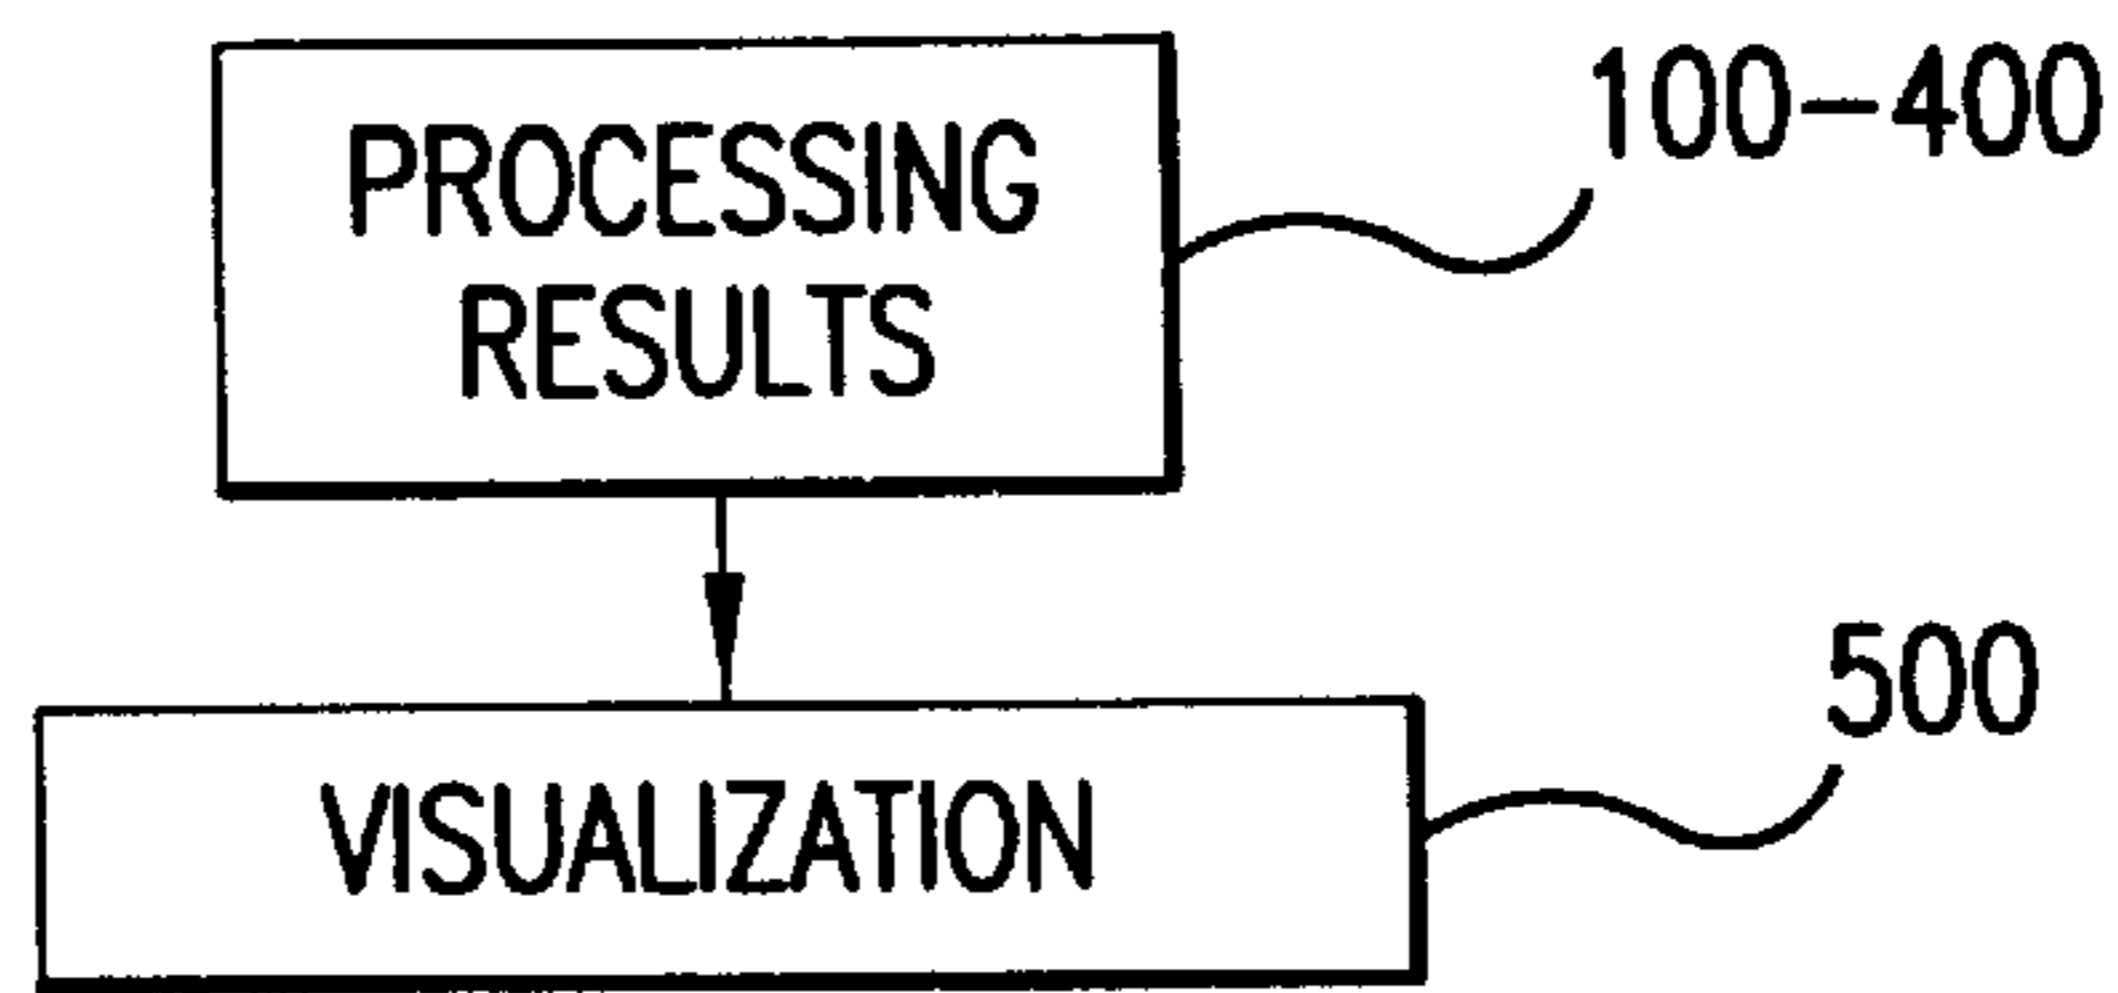 PROCESSING
RESULTS
100-400
VISUALIZATION
500